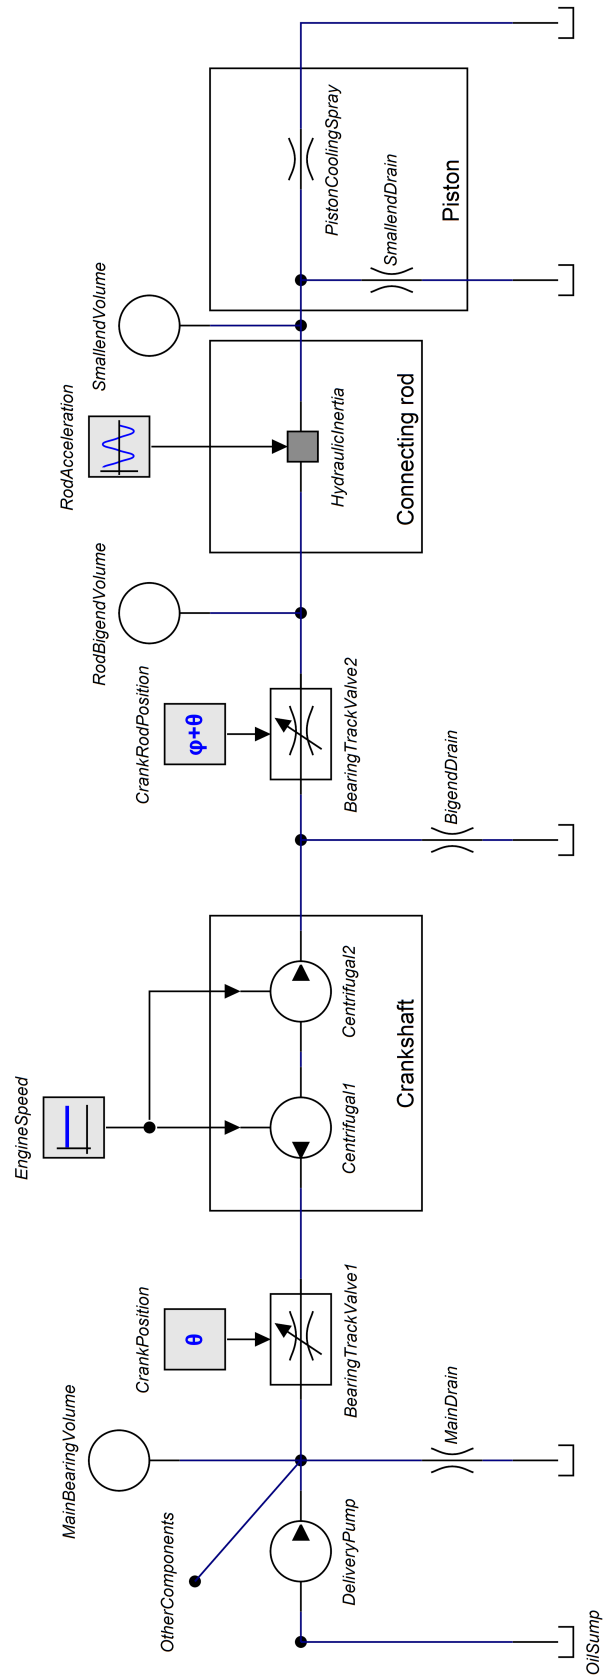 OilSump
DeliveryPump
OtherComponents
MainBearingVolume
MainDrain
CrankPosition
θ
BearingTrackValve1
EngineSpeed
Centrifugal1
Centrifugal2
Crankshaft
BigendDrain
CrankRodPosition
φ+θ
BearingTrackValve2
RodBigendVolume
RodAcceleration
HydraulicInertia
Connecting rod
SmallendVolume
SmallendDrain
PistonCoolingSpray
Piston